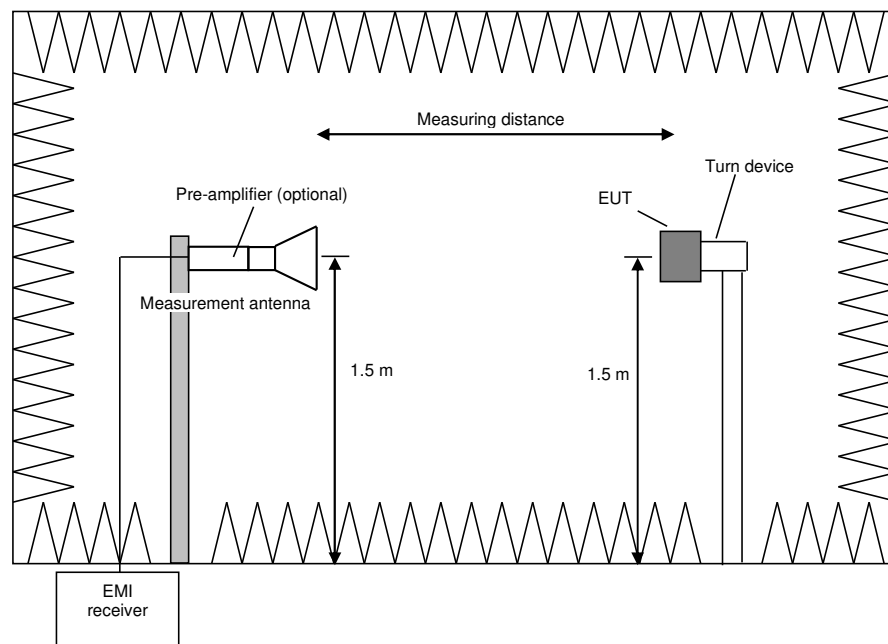 Measuring distance
Turn device
Pre-amplifier (optional)
EUT
Measurement antenna
1.5 m
1.5 m
EMI
receiver